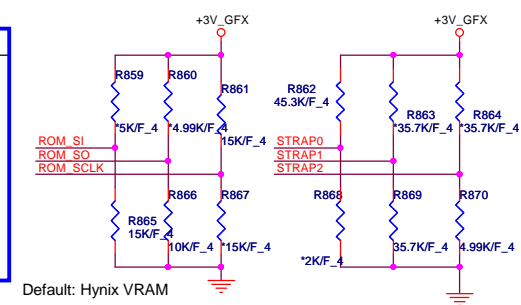 +3V_GFX
+3V_GFX
R859
R860
R861
R862
45.3K/F_4
R863
R864
*5K/F_4
*4.99K/F_4
15K/F_4
*35.7K/F_4
*35.7K/F_4
ROM_SI
ROM_SO
ROM_SCLK
STRAP0
STRAP1
STRAP2
R865
15K/F_4
R866
R867
R868
R869
R870
10K/F_4
*15K/F_4
*2K/F_4
35.7K/F_4
4.99K/F_4
Default: Hynix VRAM